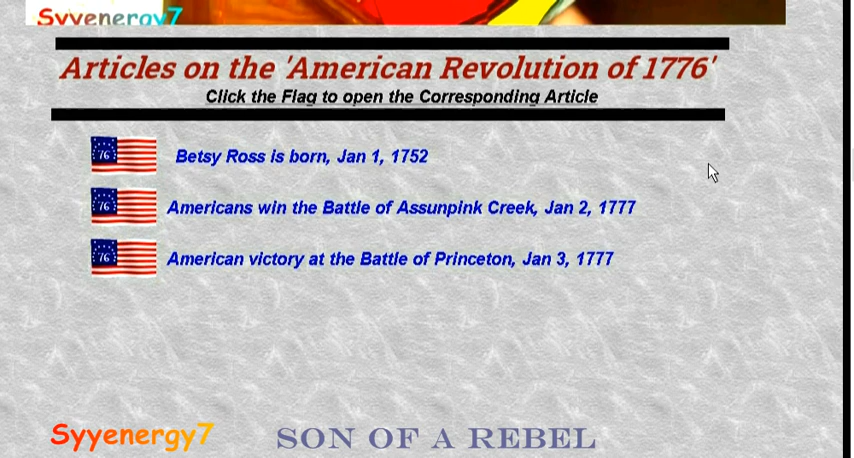 Syyenergy7
Articles on the 'American Revolution of 1776'
Click the Flag to open the Corresponding Article
'76 Betsy Ross is born, Jan 1, 1752
'76 Americans win the Battle of Assunpink Creek, Jan 2, 1777
'76 American victory at the Battle of Princeton, Jan 3, 1777
Syyenergy7 SON OF A REBEL